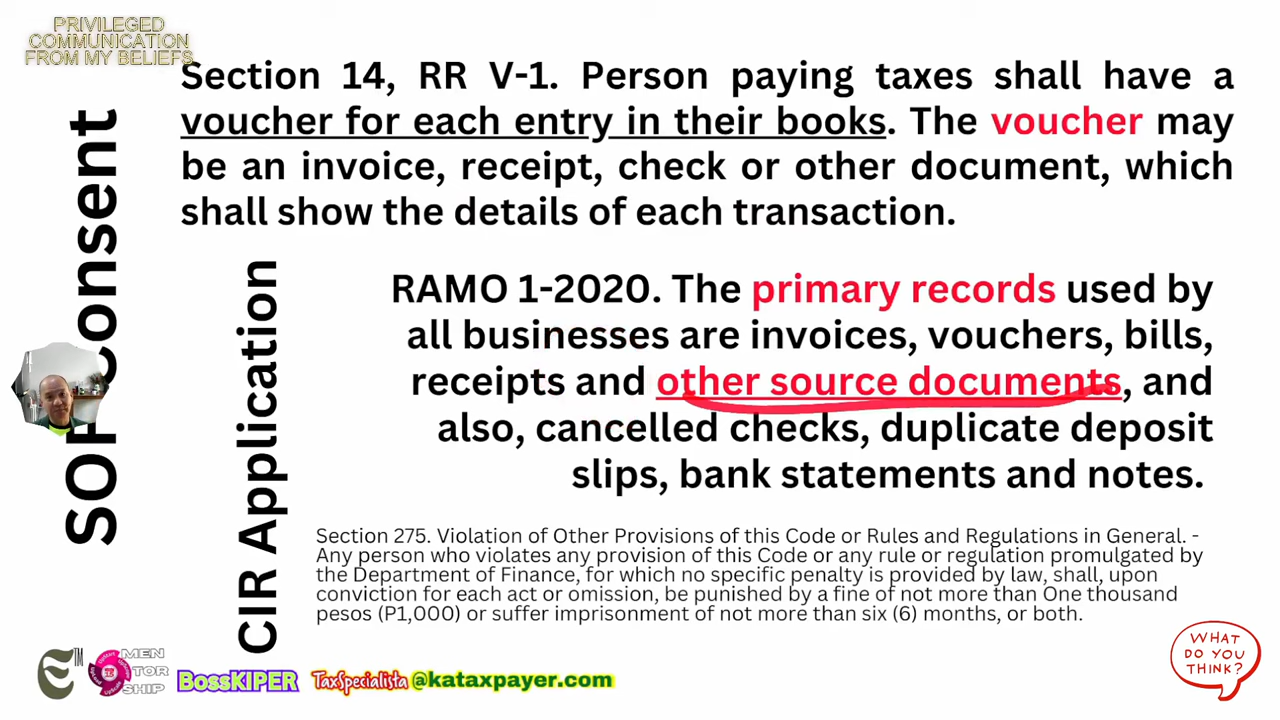 PRIVILEGED
COMMUNICATION
FROM MY BELIEFS
Section 14, RR V-1. Person paying taxes shall have a
voucher for each entry in their books. The voucher may
be an invoice, receipt, check or other document, which
shall show the details of each transaction.
CIR Application
RAMO 1-2020. The primary records used by
all businesses are invoices, vouchers, bills,
receipts and other source documents, and
also, cancelled checks, duplicate deposit
slips, bank statements and notes.
Section 275. Violation of Other Provisions of this Code or Rules and Regulations in General. -
Any person who violates any provision of this Code or any rule or regulation promulgated by
the Department of Finance, for which no specific penalty is provided by law, shall, upon
conviction for each act or omission, be punished by a fine of not more than One thousand
pesos (P1,000) or suffer imprisonment of not more than six (6) months, or both.
TM
MEN
TOR
SHIP
BossKIPER
TaxSpecialista
@kataxpayer.com
WHAT
DO YOU
THINK?